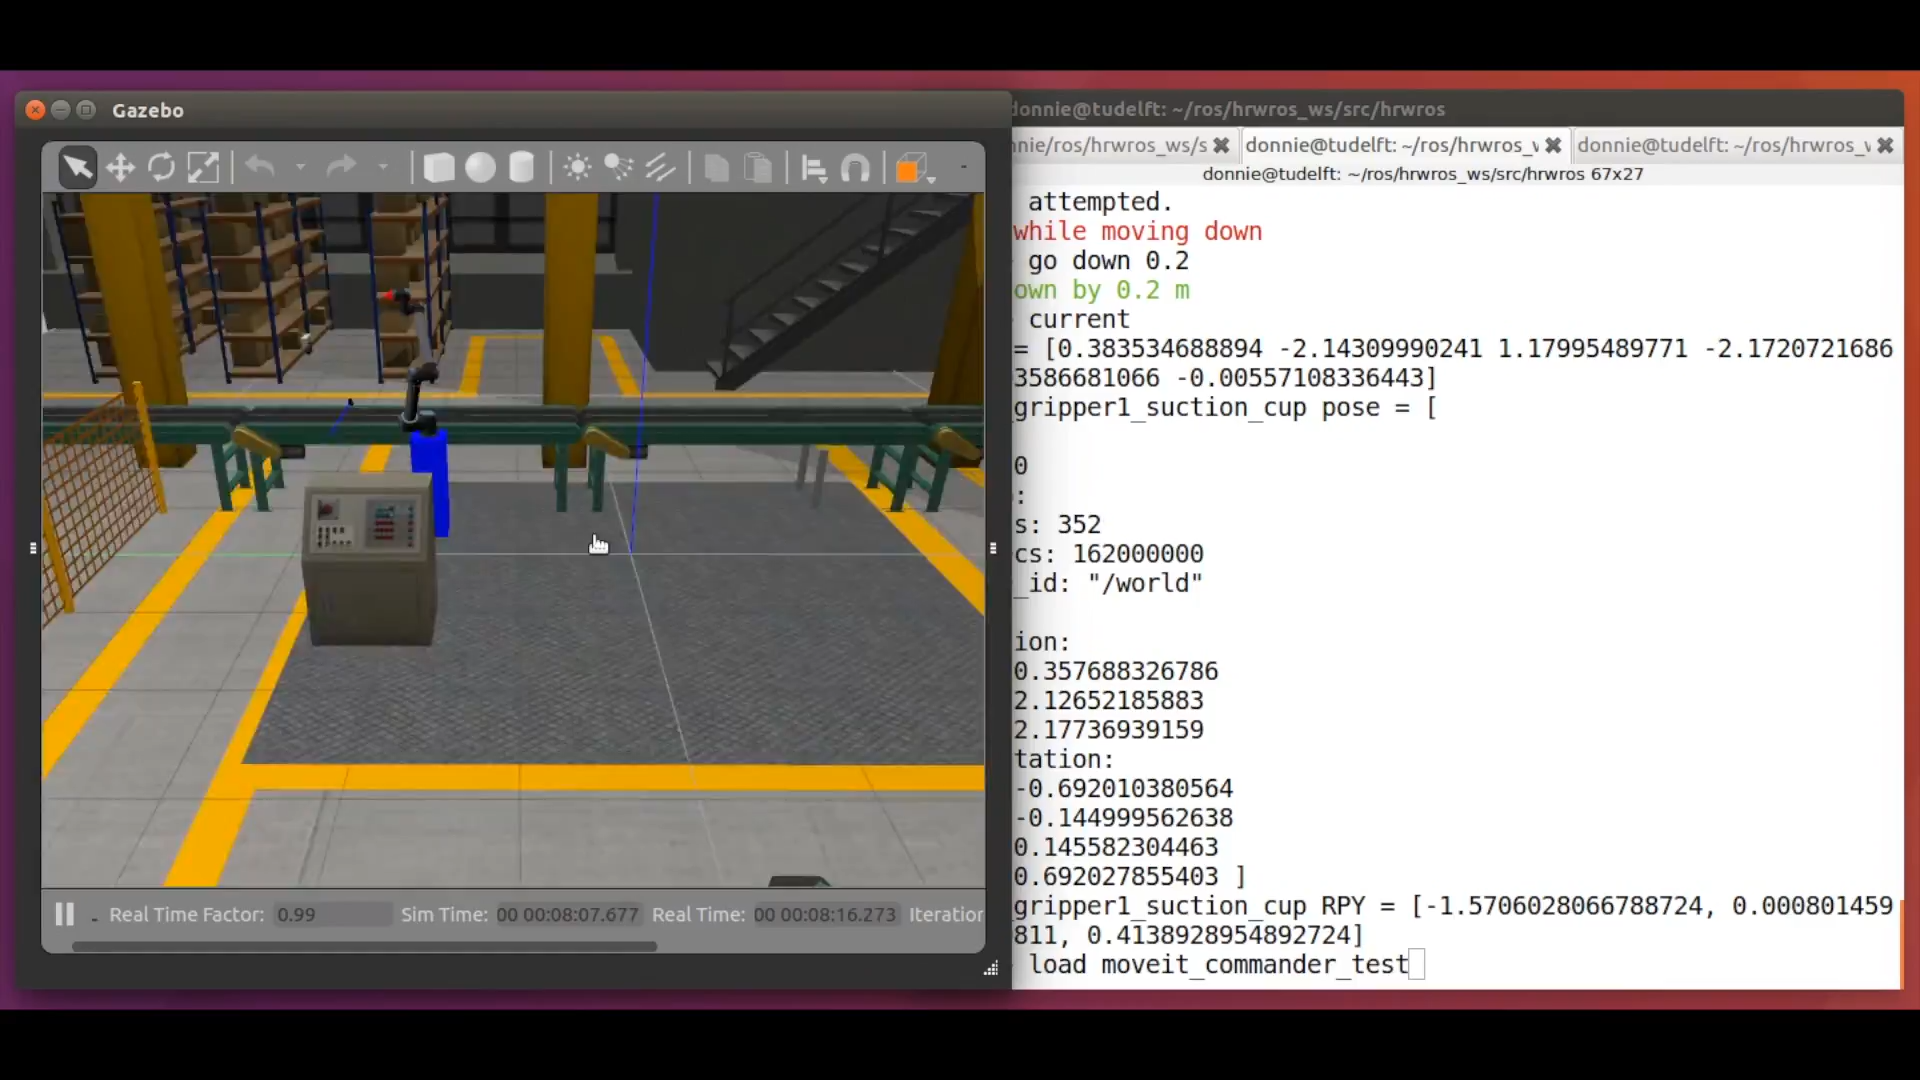 Gazebo
donnie@tudelft: ~/ros/hrwros_ws/src/hrwros
nie/ros/hrwros_ws/s
donnie@tudelft: ~/ros/hrwros_
donnie@tudelft: ~/ros/hrwros_
donnie@tudelft: ~/ros/hrwros_ws/src/hrwros 67x27
attempted.
while moving down
go down 0.2
own by 0.2 m
current
= [0.383534688894 -2.14309990241 1.17995489771 -2.1720721686
3586681066 -0.00557108336443]
gripper1_suction_cup pose = [
0
:
s: 352
cs: 162000000
_id: "/world"
ion:
0.357688326786
2.12652185883
2.17736939159
tation:
-0.692010380564
-0.144999562638
0.145582304463
0.692027855403 ]
gripper1_suction_cup RPY = [-1.5706028066788724, 0.000801459
811, 0.4138928954892724]
load moveit_commander_test
Real Time Factor: 0.99 Sim Time: 00 00:08:07.677 Real Time: 00 00:08:16.273 Iteration